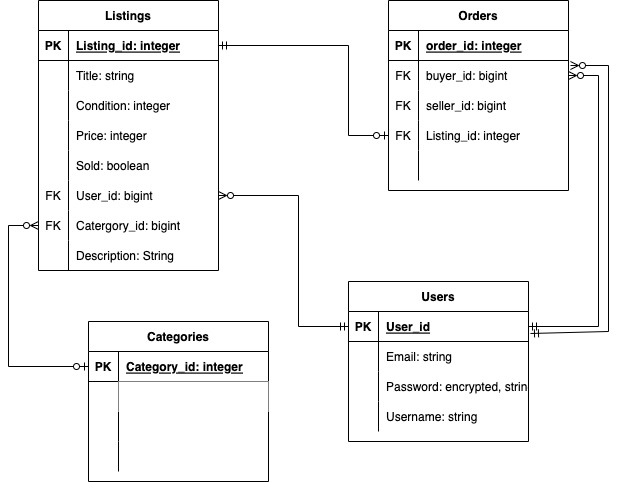 Listings
PK Listing_id: integer
Title: string
Condition: integer
Price: integer
Sold: boolean
FK User_id: bigint
FK Catergory_id: bigint
Description: String
Orders
PK order_id: integer
FK buyer_id: bigint
FK seller_id: bigint
FK Listing_id: integer
Categories
PK Category_id: integer
Users
PK User_id
Email: string
Password: encrypted, strin
Username: string